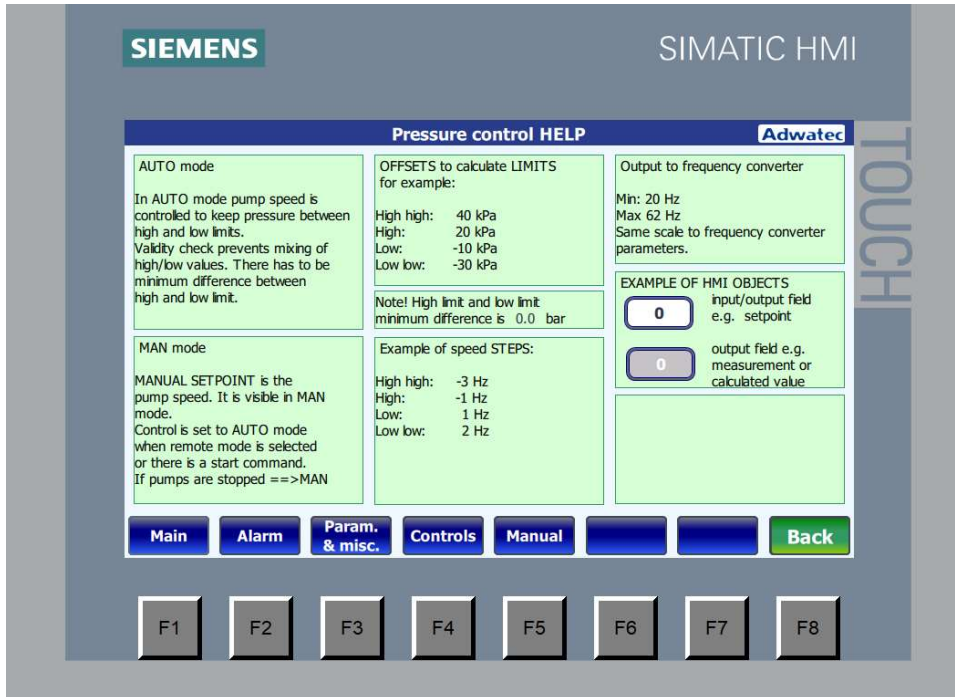 SIEMENS
SIMATIC HMI
TOUCH
Pressure control HELP
Adwatec
AUTO mode
In AUTO mode pump speed is
controlled to keep pressure between
high and low limits.
Validity check prevents mixing of
high/low values. There has to be
minimum difference between
high and low limit.
MAN mode
MANUAL SETPOINT is the
pump speed. It is visible in MAN
mode.
Control is set to AUTO mode
when remote mode is selected
or there is a start command.
If pumps are stopped ==>MAN
OFFSETS to calculate LIMITS
for example:
High high: 40 kPa
High: 20 kPa
Low: -10 kPa
Low low: -30 kPa
Note! High limit and low limit
minimum difference is 0.0 bar
Example of speed STEPS:
High high: -3 Hz
High: -1 Hz
Low: 1 Hz
Low low: 2 Hz
Output to frequency converter
Min: 20 Hz
Max 62 Hz
Same scale to frequency converter
parameters.
EXAMPLE OF HMI OBJECTS
0
input/output field
e.g. setpoint
0
output field e.g.
measurement or
calculated value
Main
Alarm
Param.
& misc.
Controls
Manual
Back
F1
F2
F3
F4
F5
F6
F7
F8